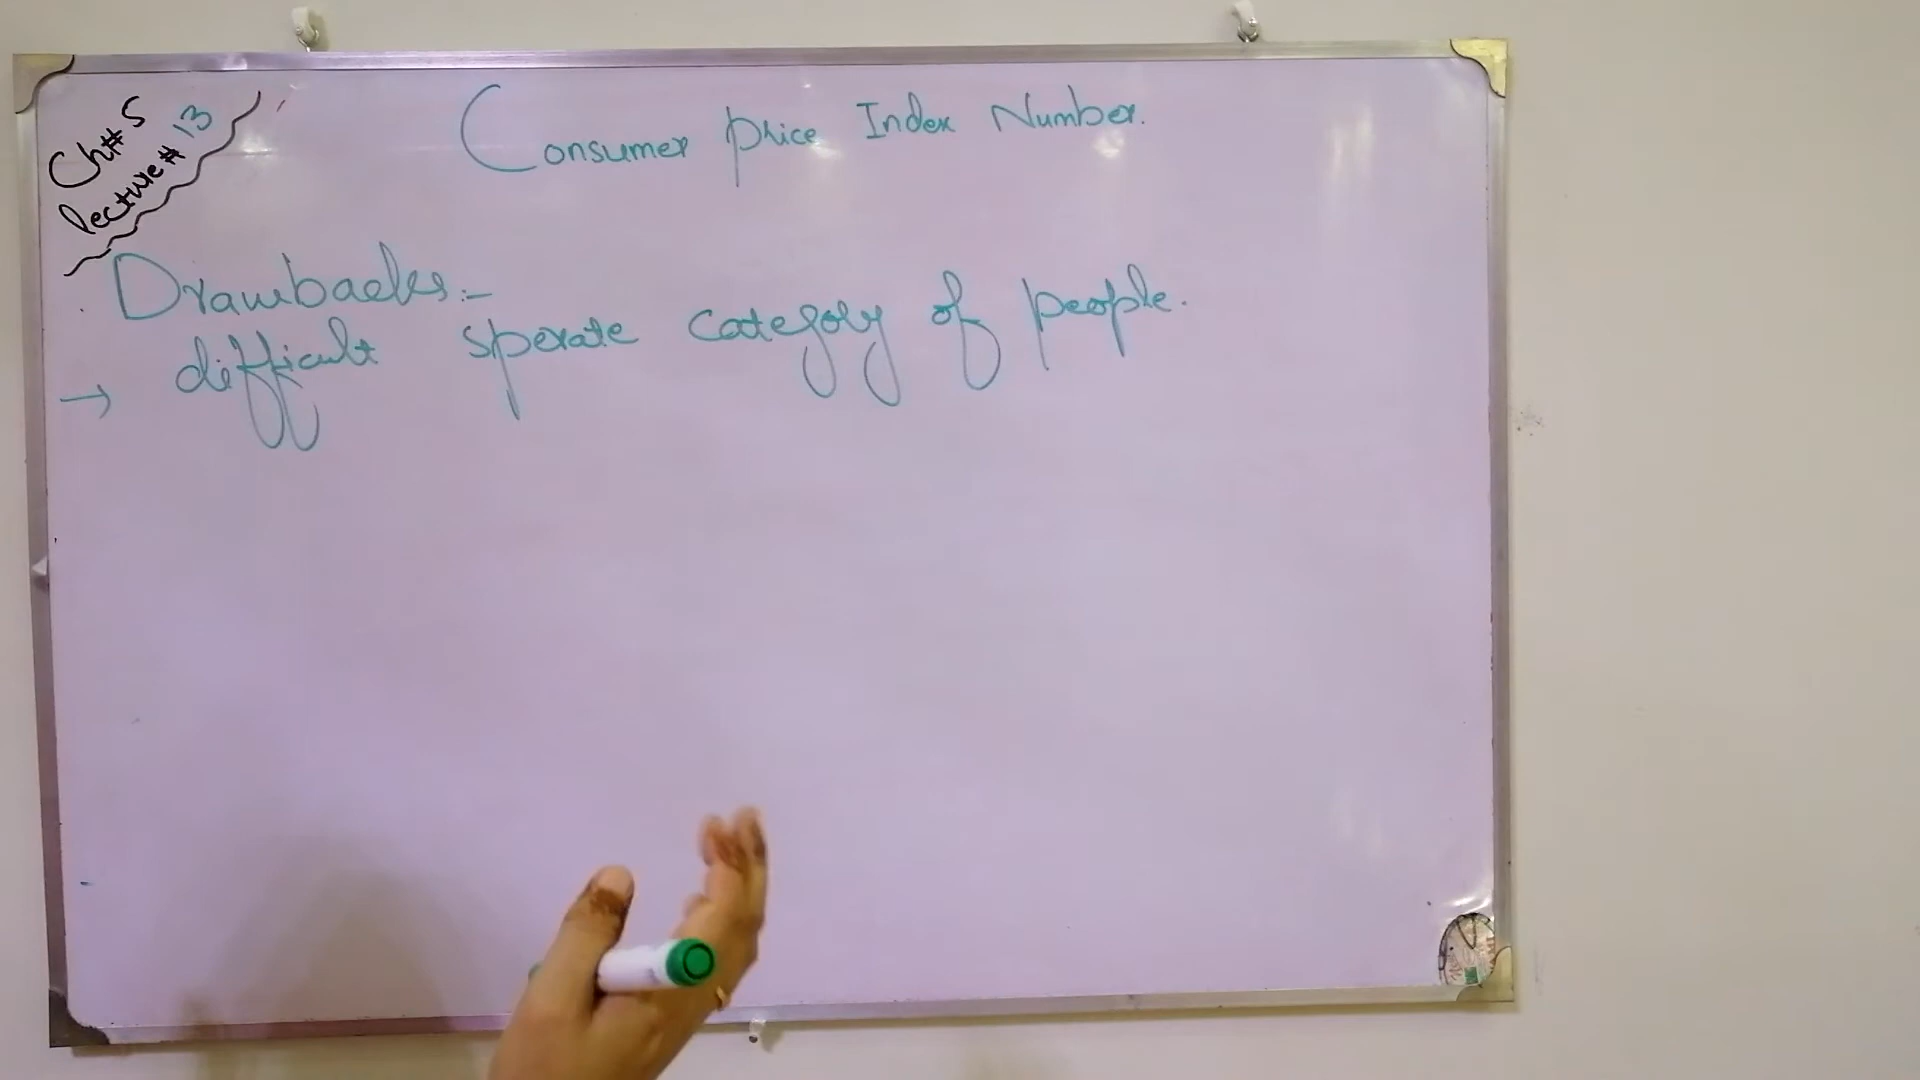 Ch# 5
lecture# 13
Consumer price Index Number.
Drawbacks:-
→ difficult sperate category of people.